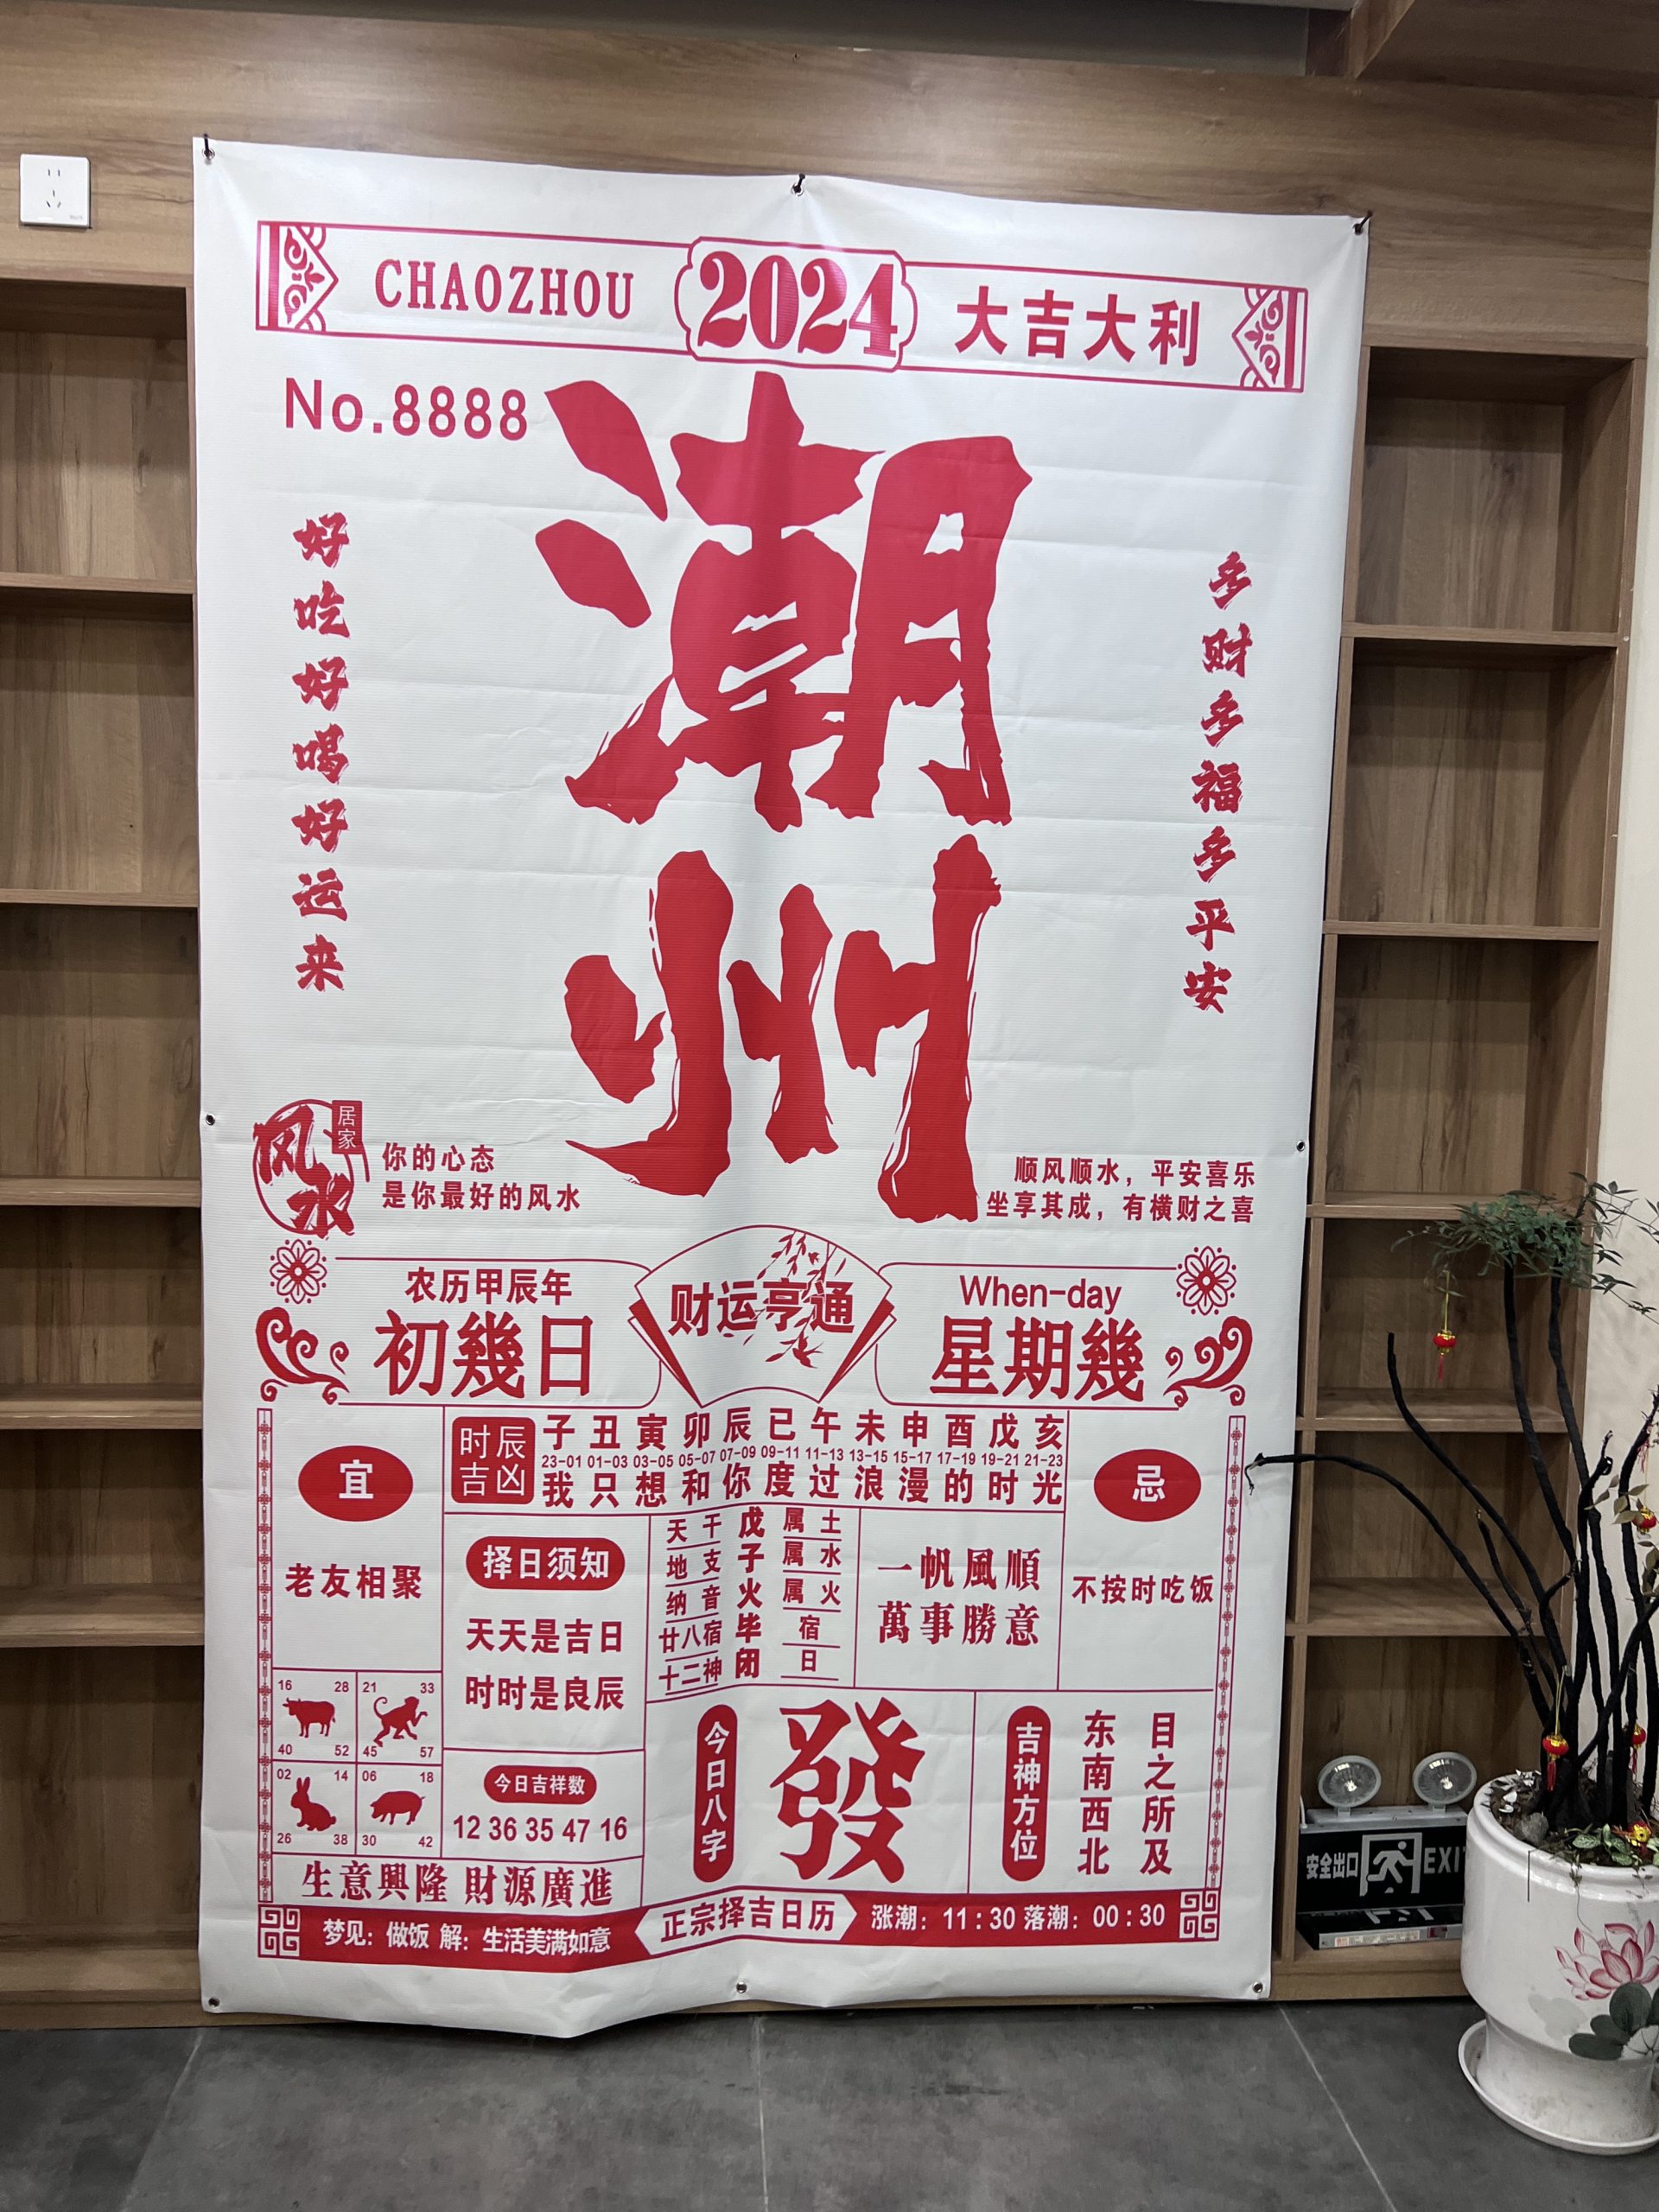 CHAOZHOU 2024 大吉大利
No.8888
潮州
好吃好喝好运来
多财多福多平安
风水 居家
你的心态
是你最好的风水
顺风顺水，平安喜乐
坐享其成，有横财之喜
农历甲辰年
初幾日
财运亨通
When-day
星期幾
宜
老友相聚
时辰吉凶
子 丑 寅 卯 辰 已 午 未 申 酉 戊 亥
23-01 01-03 03-05 05-07 07-09 09-11 11-13 13-15 15-17 17-19 19-21 21-23
我只想和你度过浪漫的时光
忌
不按时吃饭
择日须知
天天是吉日
时时是良辰
天干 戊 属土
地支 子 属水
纳音 火 属火
廿八宿 毕 宿
十二神 闭 日
一帆風順
萬事勝意
16 28
40 52
21 33
45 57
02 14
26 38
06 18
30 42
今日吉祥数
12 36 35 47 16
生意興隆 財源廣進
今日八字
發
吉神方位
东南西北
目之所及
梦见：做饭 解：生活美满如意
正宗择吉日历
涨潮：11:30 落潮：00:30
安全出口 EXI